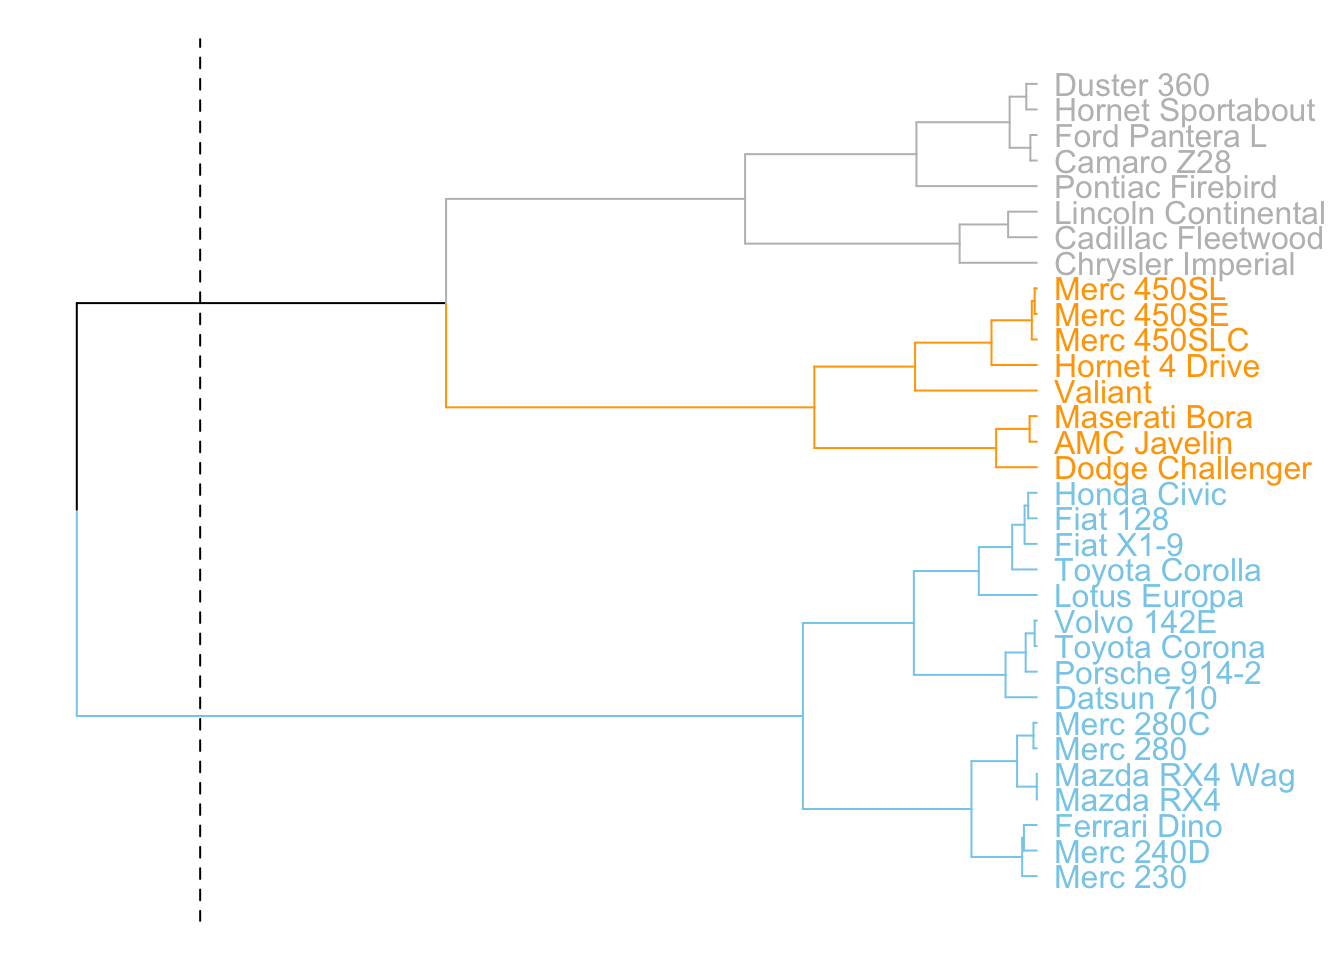 Duster 360
Hornet Sportabout
Ford Pantera L
Camaro Z28
Pontiac Firebird
Lincoln Continental
Cadillac Fleetwood
Chrysler Imperial
Merc 450SL
Merc 450SE
Merc 450SLC
Hornet 4 Drive
Valiant
Maserati Bora
AMC Javelin
Dodge Challenger
Honda Civic
Fiat 128
Fiat X1-9
Toyota Corolla
Lotus Europa
Volvo 142E
Toyota Corona
Porsche 914-2
Datsun 710
Merc 280C
Merc 280
Mazda RX4 Wag
Mazda RX4
Ferrari Dino
Merc 240D
Merc 230